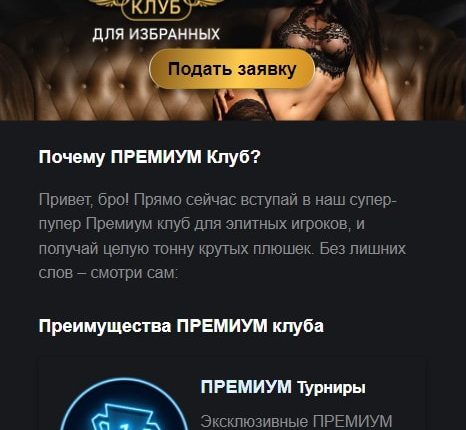 КЛУБ
ДЛЯ ИЗБРАННЫХ
Подать заявку
Почему ПРЕМИУМ Клуб?
Привет, бро! Прямо сейчас вступай в наш супер-
пупер Премиум клуб для элитных игроков, и
получай целую тонну крутых плюшек. Без лишних
слов – смотри сам:
Преимущества ПРЕМИУМ клуба
ПРЕМИУМ Турниры
Эксклюзивные ПРЕМИУМ